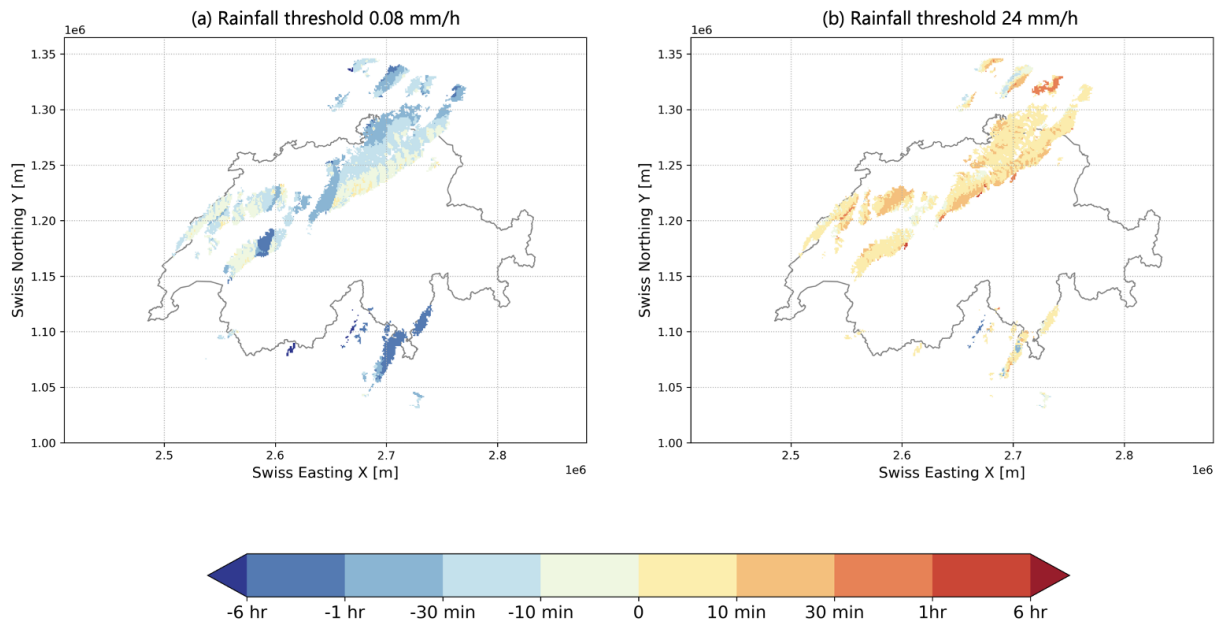 (a) Rainfall threshold 0.08 mm/h
1e6
1.35
1.30
1.25
1.20
1.15
1.10
1.05
1.00
Swiss Northing Y [m]
2.5 2.6 2.7 2.8
1e6
Swiss Easting X [m]
(b) Rainfall threshold 24 mm/h
1e6
1.35
1.30
1.25
1.20
1.15
1.10
1.05
1.00
Swiss Northing Y [m]
2.5 2.6 2.7 2.8
1e6
Swiss Easting X [m]
-6 hr -1 hr -30 min -10 min 0 10 min 30 min 1hr 6 hr